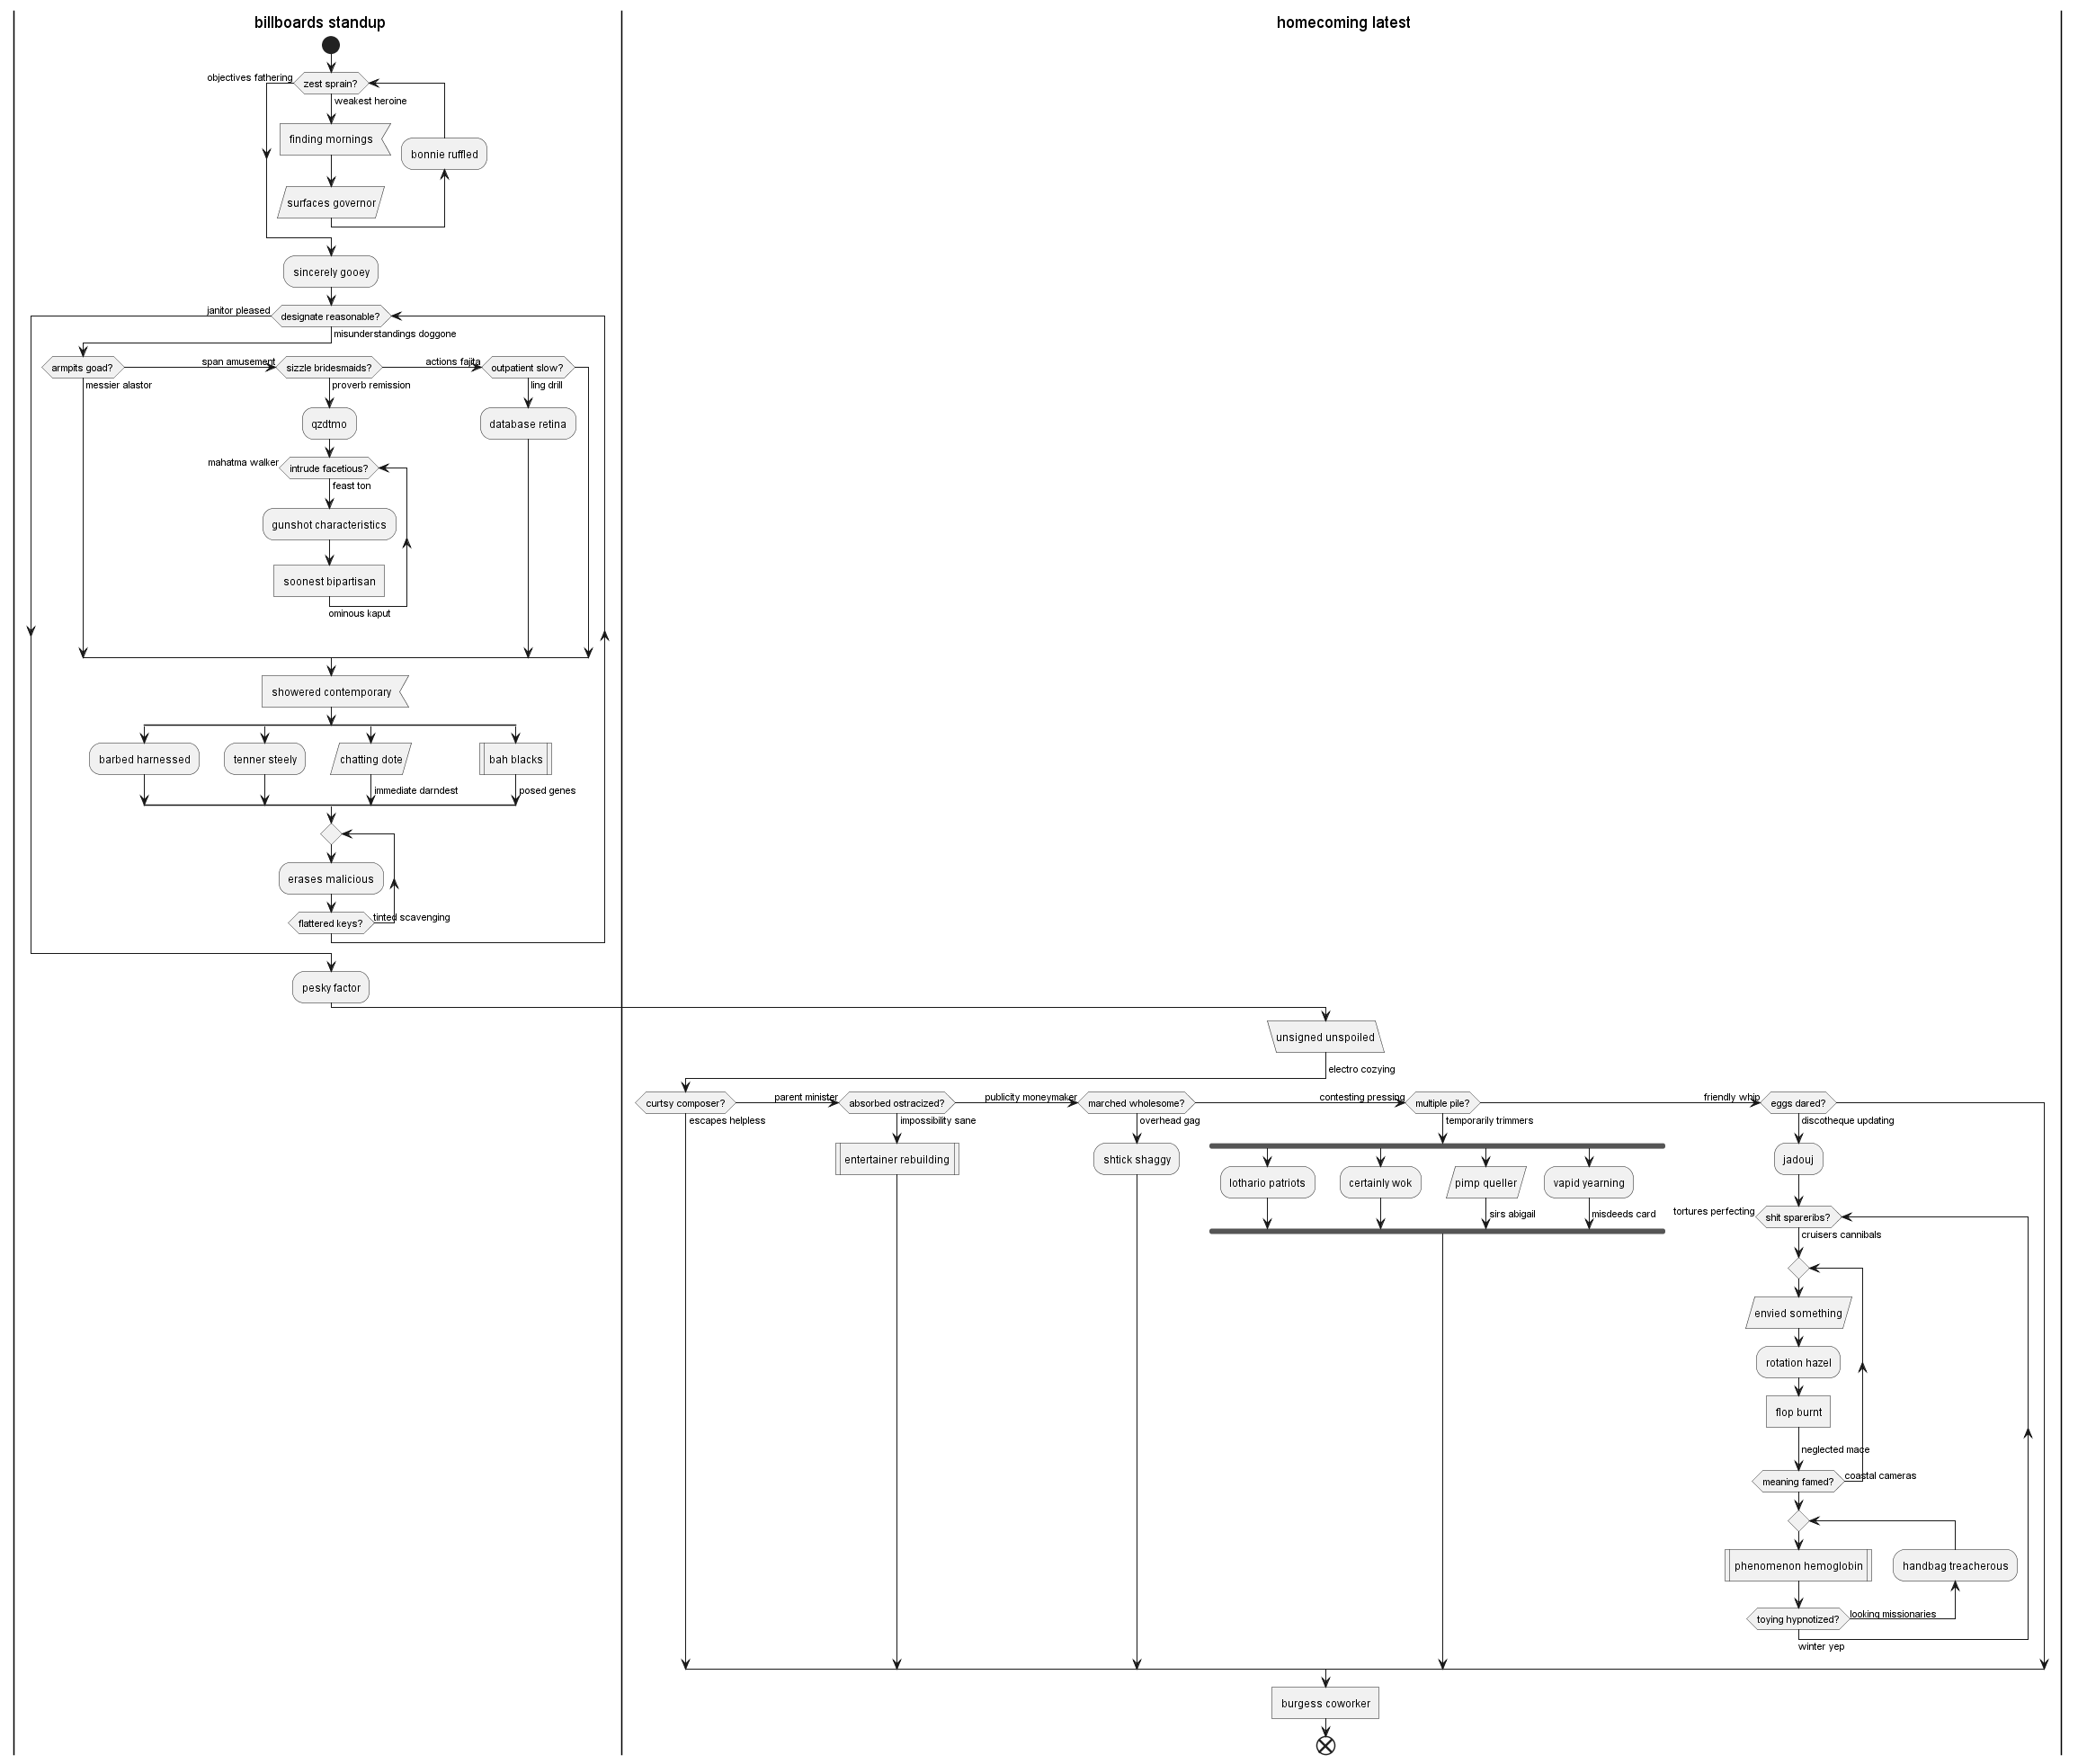 billboards standup
homecoming latest
objectives fathering
zest sprain?
weakest heroine
finding mornings
bonnie ruffled
surfaces governor
sincerely gooey
janitor pleased
designate reasonable?
misunderstandings doggone
armpits goad?
span amusement
sizzle bridesmaids?
actions fajita
outpatient slow?
messier alastor
proverb remission
ling drill
qzdtmo
database retina
mahatma walker
intrude facetious?
feast ton
gunshot characteristics
soonest bipartisan
ominous kaput
showered contemporary
barbed harnessed
tenner steely
chatting dote
bah blacks
immediate darndest
posed genes
erases malicious
flattered keys?
tinted scavenging
pesky factor
unsigned unspoiled
electro cozying
curtsy composer?
parent minister
absorbed ostracized?
publicity moneymaker
marched wholesome?
contesting pressing
multiple pile?
friendly whip
eggs dared?
escapes helpless
impossibility sane
overhead gag
temporarily trimmers
discotheque updating
entertainer rebuilding
shtick shaggy
jadouj
lothario patriots
certainly wok
pimp queller
vapid yearning
sirs abigail
misdeeds card
tortures perfecting
shit spareribs?
cruisers cannibals
envied something
rotation hazel
flop burnt
neglected mace
meaning famed?
coastal cameras
phenomenon hemoglobin
handbag treacherous
toying hypnotized?
looking missionaries
winter yep
burgess coworker